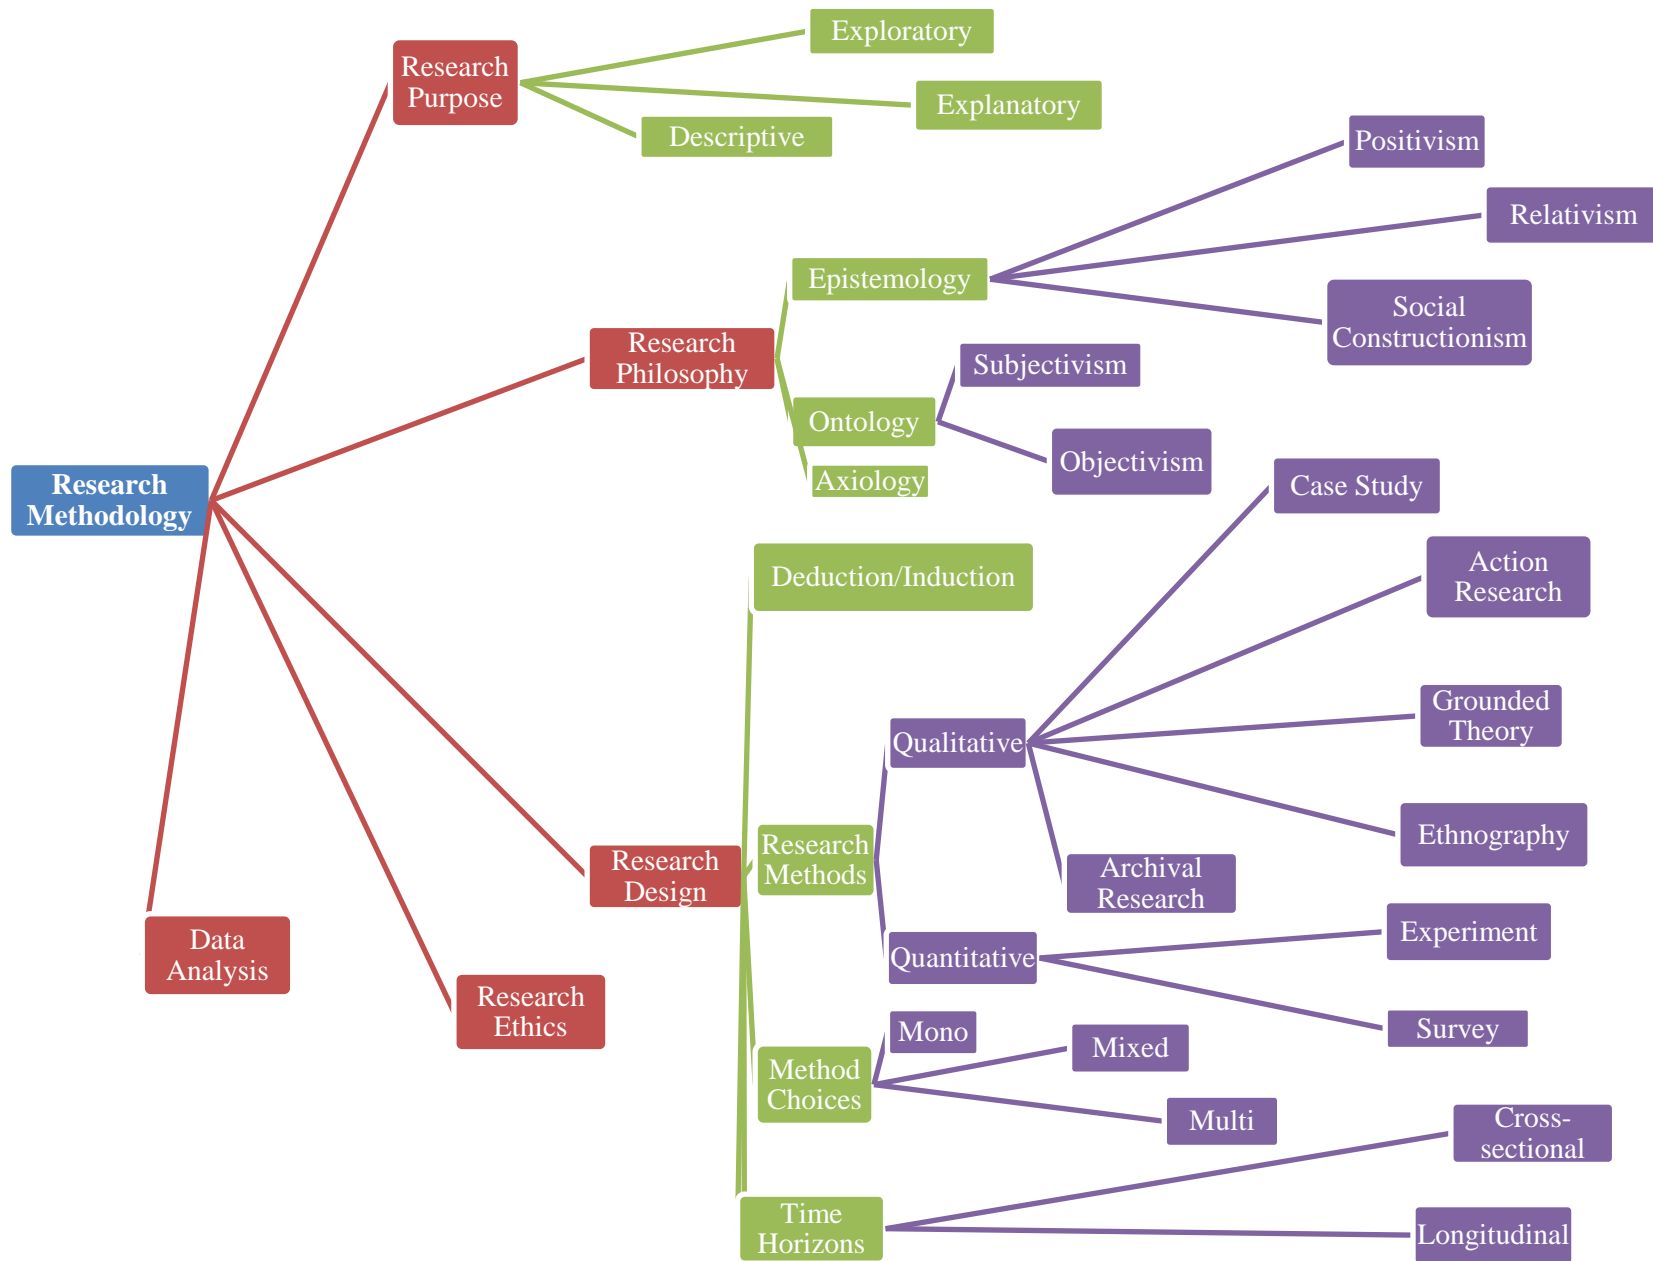 Exploratory
Research
Purpose
Explanatory
Descriptive
Positivism
Relativism
Epistemology
Social
Constructionism
Research
Philosophy
Subjectivism
Ontology
Objectivism
Axiology
Research
Methodology
Case Study
Deduction/Induction
Action
Research
Grounded
Theory
Qualitative
Ethnography
Research
Methods
Research
Design
Archival
Research
Experiment
Quantitative
Survey
Data
Analysis
Research
Ethics
Mono
Mixed
Method
Choices
Multi
Cross-
sectional
Time
Horizons
Longitudinal